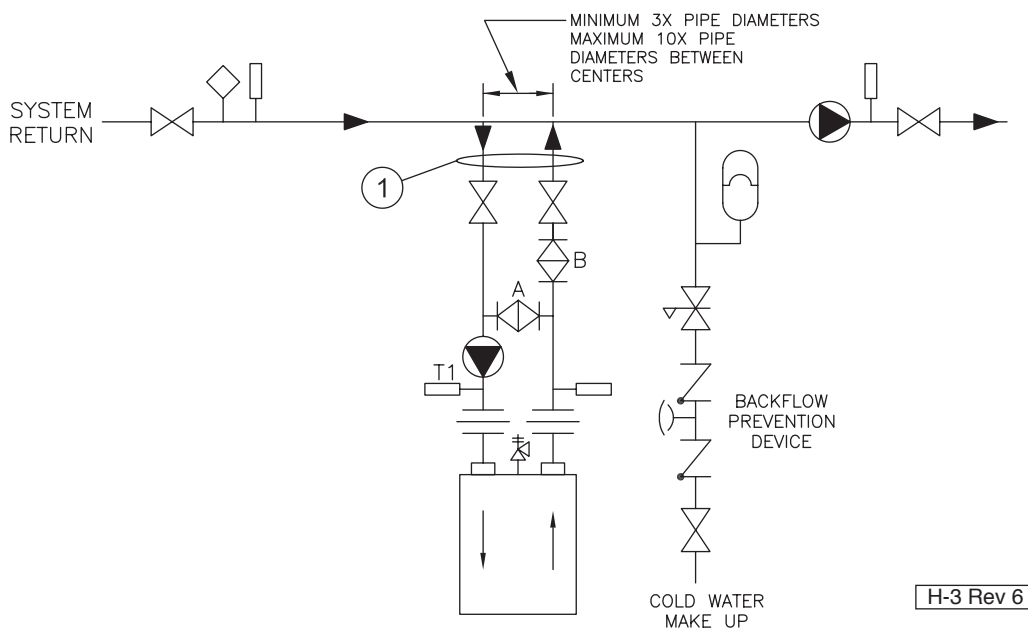 MINIMUM 3X PIPE DIAMETERS
MAXIMUM 10X PIPE
DIAMETERS BETWEEN
CENTERS
SYSTEM
RETURN
1
B
A
T1
BACKFLOW
PREVENTION
DEVICE
COLD WATER
MAKE UP
H-3 Rev 6